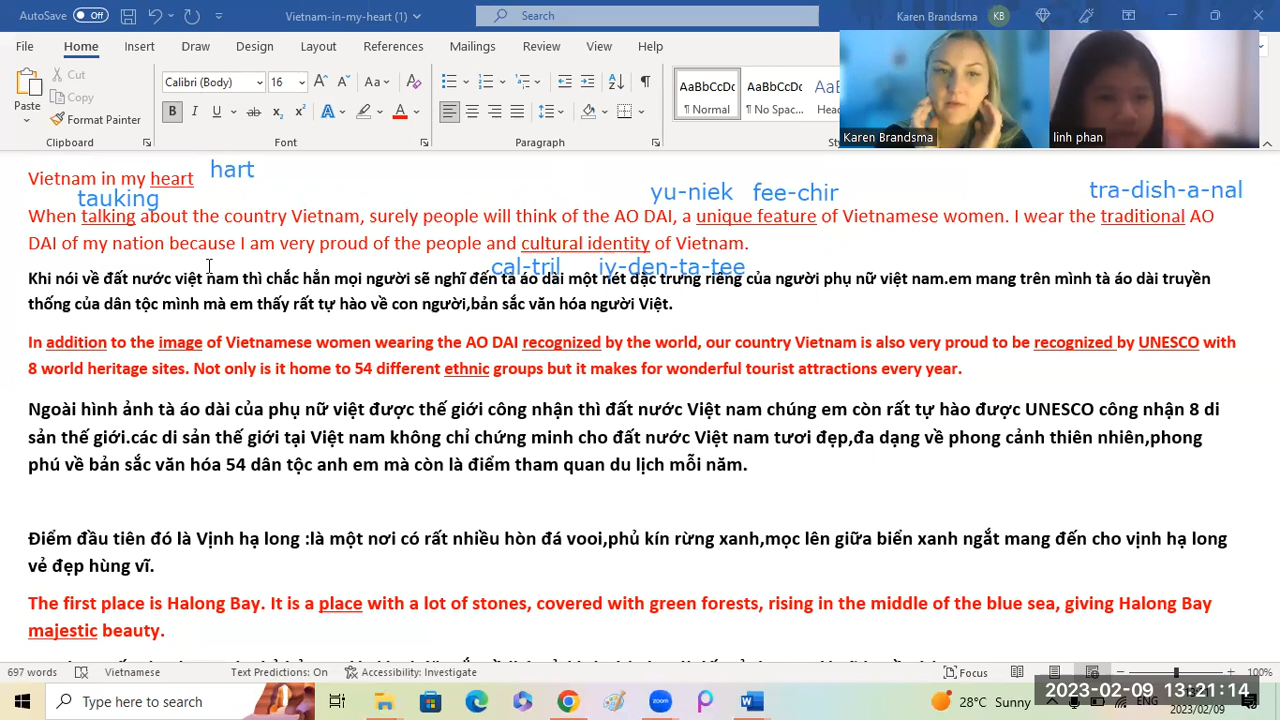 AutoSave Off Vietnam-in-my-heart (1) Search Karen Brandsma KB
File Home Insert Draw Design Layout References Mailings Review View Help
Paste Cut Copy Format Painter
Calibri (Body) 16
AaBbCcDc AaBbCcDc
¶ Normal ¶ No Spac...
Clipboard Font Paragraph
Karen Brandsma linh phan
hart
Vietnam in my heart
tauking yu-niek fee-chir tra-dish-a-nal
When talking about the country Vietnam, surely people will think of the AO DAI, a unique feature of Vietnamese women. I wear the traditional AO
DAI of my nation because I am very proud of the people and cultural identity of Vietnam.
cal-tril iy-den-ta-tee
Khi nói về đất nước việt nam thì chắc hẳn mọi người sẽ nghĩ đến tà áo dài một nét dặc trưng riêng của người phụ nữ việt nam.em mang trên mình tà áo dài truyền
thống của dân tộc mình mà em thấy rất tự hào về con người,bản sắc văn hóa người Việt.
In addition to the image of Vietnamese women wearing the AO DAI recognized by the world, our country Vietnam is also very proud to be recognized by UNESCO with
8 world heritage sites. Not only is it home to 54 different ethnic groups but it makes for wonderful tourist attractions every year.
Ngoài hình ảnh tà áo dài của phụ nữ việt được thế giới công nhận thì đất nước Việt nam chúng em còn rất tự hào được UNESCO công nhận 8 di
sản thế giới.các di sản thế giới tại Việt nam không chỉ chứng minh cho đất nước Việt nam tươi đẹp,đa dạng về phong cảnh thiên nhiên,phong
phú về bản sắc văn hóa 54 dân tộc anh em mà còn là điểm tham quan du lịch mỗi năm.
Điểm đầu tiên đó là Vịnh hạ long :là một nơi có rất nhiều hòn đá vooi,phủ kín rừng xanh,mọc lên giữa biển xanh ngắt mang đến cho vịnh hạ long
vẻ đẹp hùng vĩ.
The first place is Halong Bay. It is a place with a lot of stones, covered with green forests, rising in the middle of the blue sea, giving Halong Bay
majestic beauty.
697 words Vietnamese Text Predictions: On Accessibility: Investigate Focus 100%
Type here to search zoom 28°C Sunny ENG
2023-02-09 13:21:14
2023/02/09